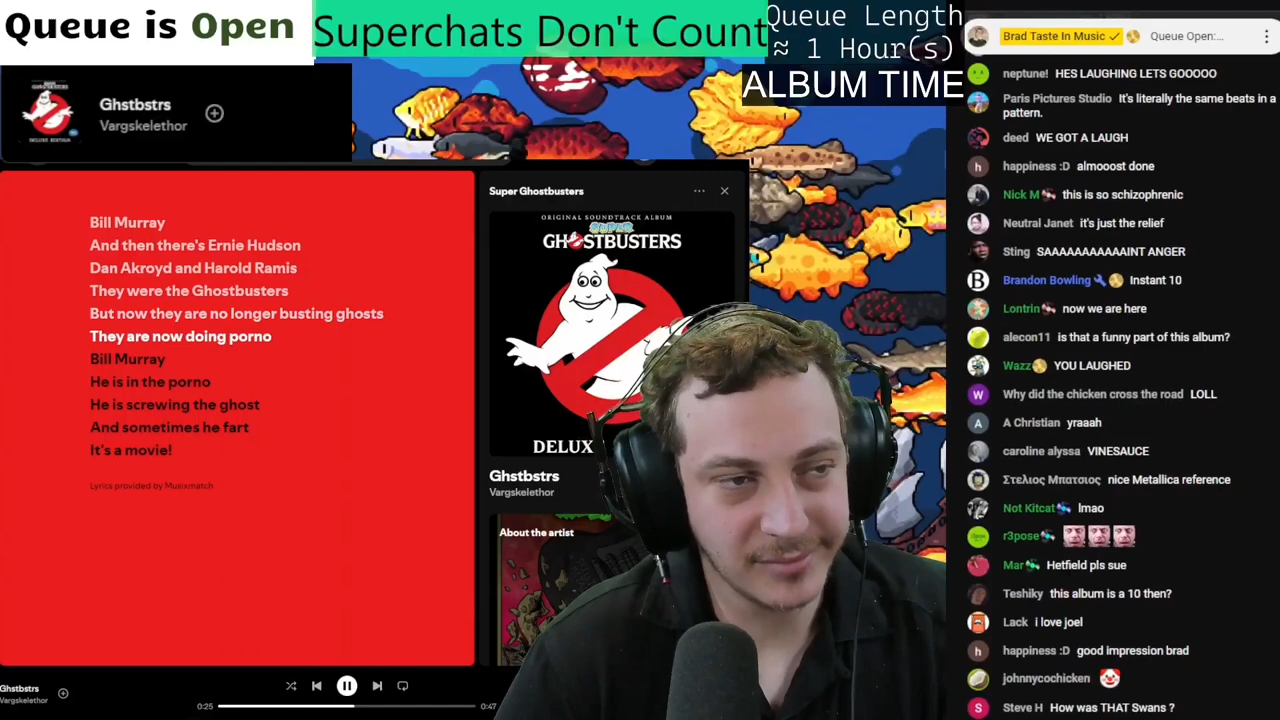 Queue is Open
Superchats Don't Count
Queue Length
≈ 1 Hour(s)
ALBUM TIME
Ghstbstrs
Vargskelethor
Bill Murray
And then there's Ernie Hudson
Dan Akroyd and Harold Ramis
They were the Ghostbusters
But now they are no longer busting ghosts
They are now doing porno
Bill Murray
He is in the porno
He is screwing the ghost
And sometimes he fart
It's a movie!
Lyrics provided by Musixmatch
Super Ghostbusters
ORIGINAL SOUNDTRACK ALBUM
SUPER
GHOSTBUSTERS
DELUX
Ghstbstrs
Vargskelethor
About the artist
Ghstbstrs
Vargskelethor
0:25
0:47
Brad Taste In Music
Queue Open:...
neptune! HES LAUGHING LETS GOOOOO
Paris Pictures Studio It's literally the same beats in a
pattern.
deed WE GOT A LAUGH
happiness :D almooost done
Nick M this is so schizophrenic
Neutral Janet it's just the relief
Sting SAAAAAAAAAAINT ANGER
Brandon Bowling Instant 10
Lontrin now we are here
alecon11 is that a funny part of this album?
Wazz YOU LAUGHED
Why did the chicken cross the road LOLL
A Christian yraaah
caroline alyssa VINESAUCE
Στελιος Μπατσιος nice Metallica reference
Not Kitcat lmao
r3pose
Mar Hetfield pls sue
Teshiky this album is a 10 then?
Lack i love joel
happiness :D good impression brad
johnnycochicken
Steve H How was THAT Swans ?